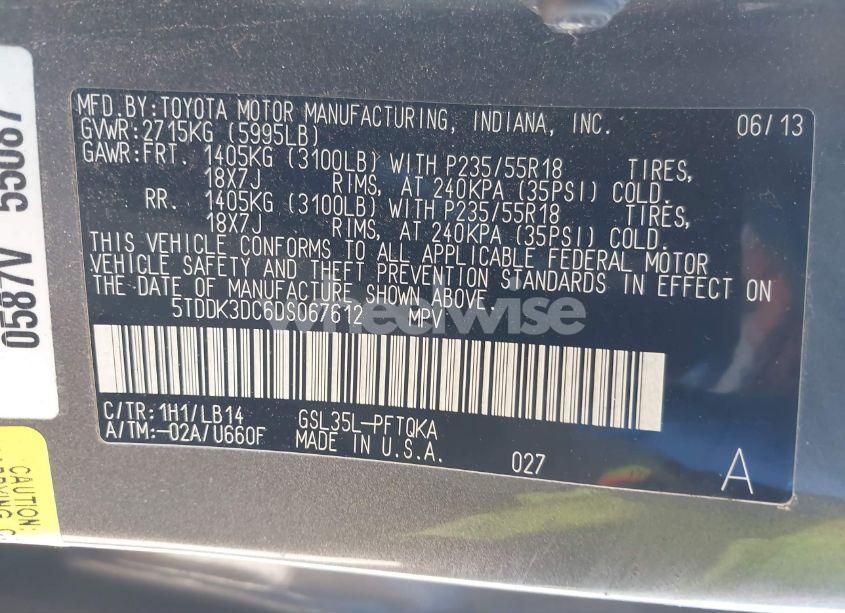 MFD.BY:TOYOTA MOTOR MANUFACTURING, INDIANA, INC. 06/13
GVWR:2715KG (5995LB)
GAWR:FRT. 1405KG (3100LB) WITH P235/55R18 TIRES,
18X7J RIMS, AT 240KPA (35PSI) COLD.
RR. 1405KG (3100LB) WITH P235/55R18 TIRES,
18X7J RIMS, AT 240KPA (35PSI) COLD.
THIS VEHICLE CONFORMS TO ALL APPLICABLE FEDERAL MOTOR
VEHICLE SAFETY AND THEFT PREVENTION STANDARDS IN EFFECT ON
THE DATE OF MANUFACTURE SHOWN ABOVE.
5TDDK3DC6DS067612 MPV
wheelwise
C/TR:1H1/LB14 GSL35L-PFTQKA
A/TM:-02A/U660F MADE IN U.S.A. 027 A
0587V 55087
CAUTION: